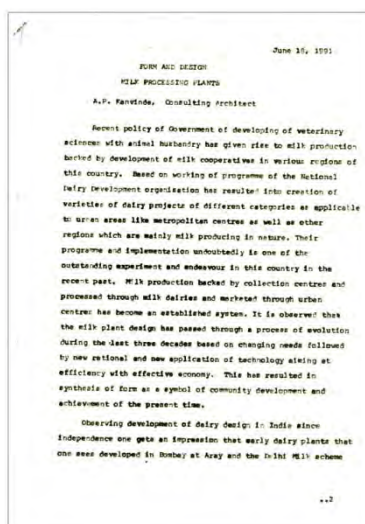 June 18, 1991
FORM AND DESIGN
MILK PROCESSING PLANTS
A.P. Kanvinde, Consulting Architect
Recent policy of Government of developing of veterinary
sciences with animal husbandry has given rise to milk production
backed by development of milk cooperatives in various regions of
this country. Based on working of programme of the National
Dairy Development organisation has resulted into creation of
varieties of dairy projects of different categories as applicable
to urban areas like metropolitan centres as well as other
regions which are mainly milk producing in nature. Their
programme and implementation undoubtedly is one of the
outstanding experiment and endeavour in this country in the
recent past. Milk production backed by collection centres and
processed through milk dairies and marketed through urban
centres has become an established system. It is observed that
the milk plant design has passed through a process of evolution
during the last three decades based on changing needs followed
by new rational and new application of technology aiming at
efficiency with effective economy. This has resulted in
synthesis of form as a symbol of community development and
achievement of the present time.
Observing development of dairy design in India since
independence one gets an impression that early dairy plants that
one sees developed in Bombay at Aray and the Delhi Milk scheme
..2